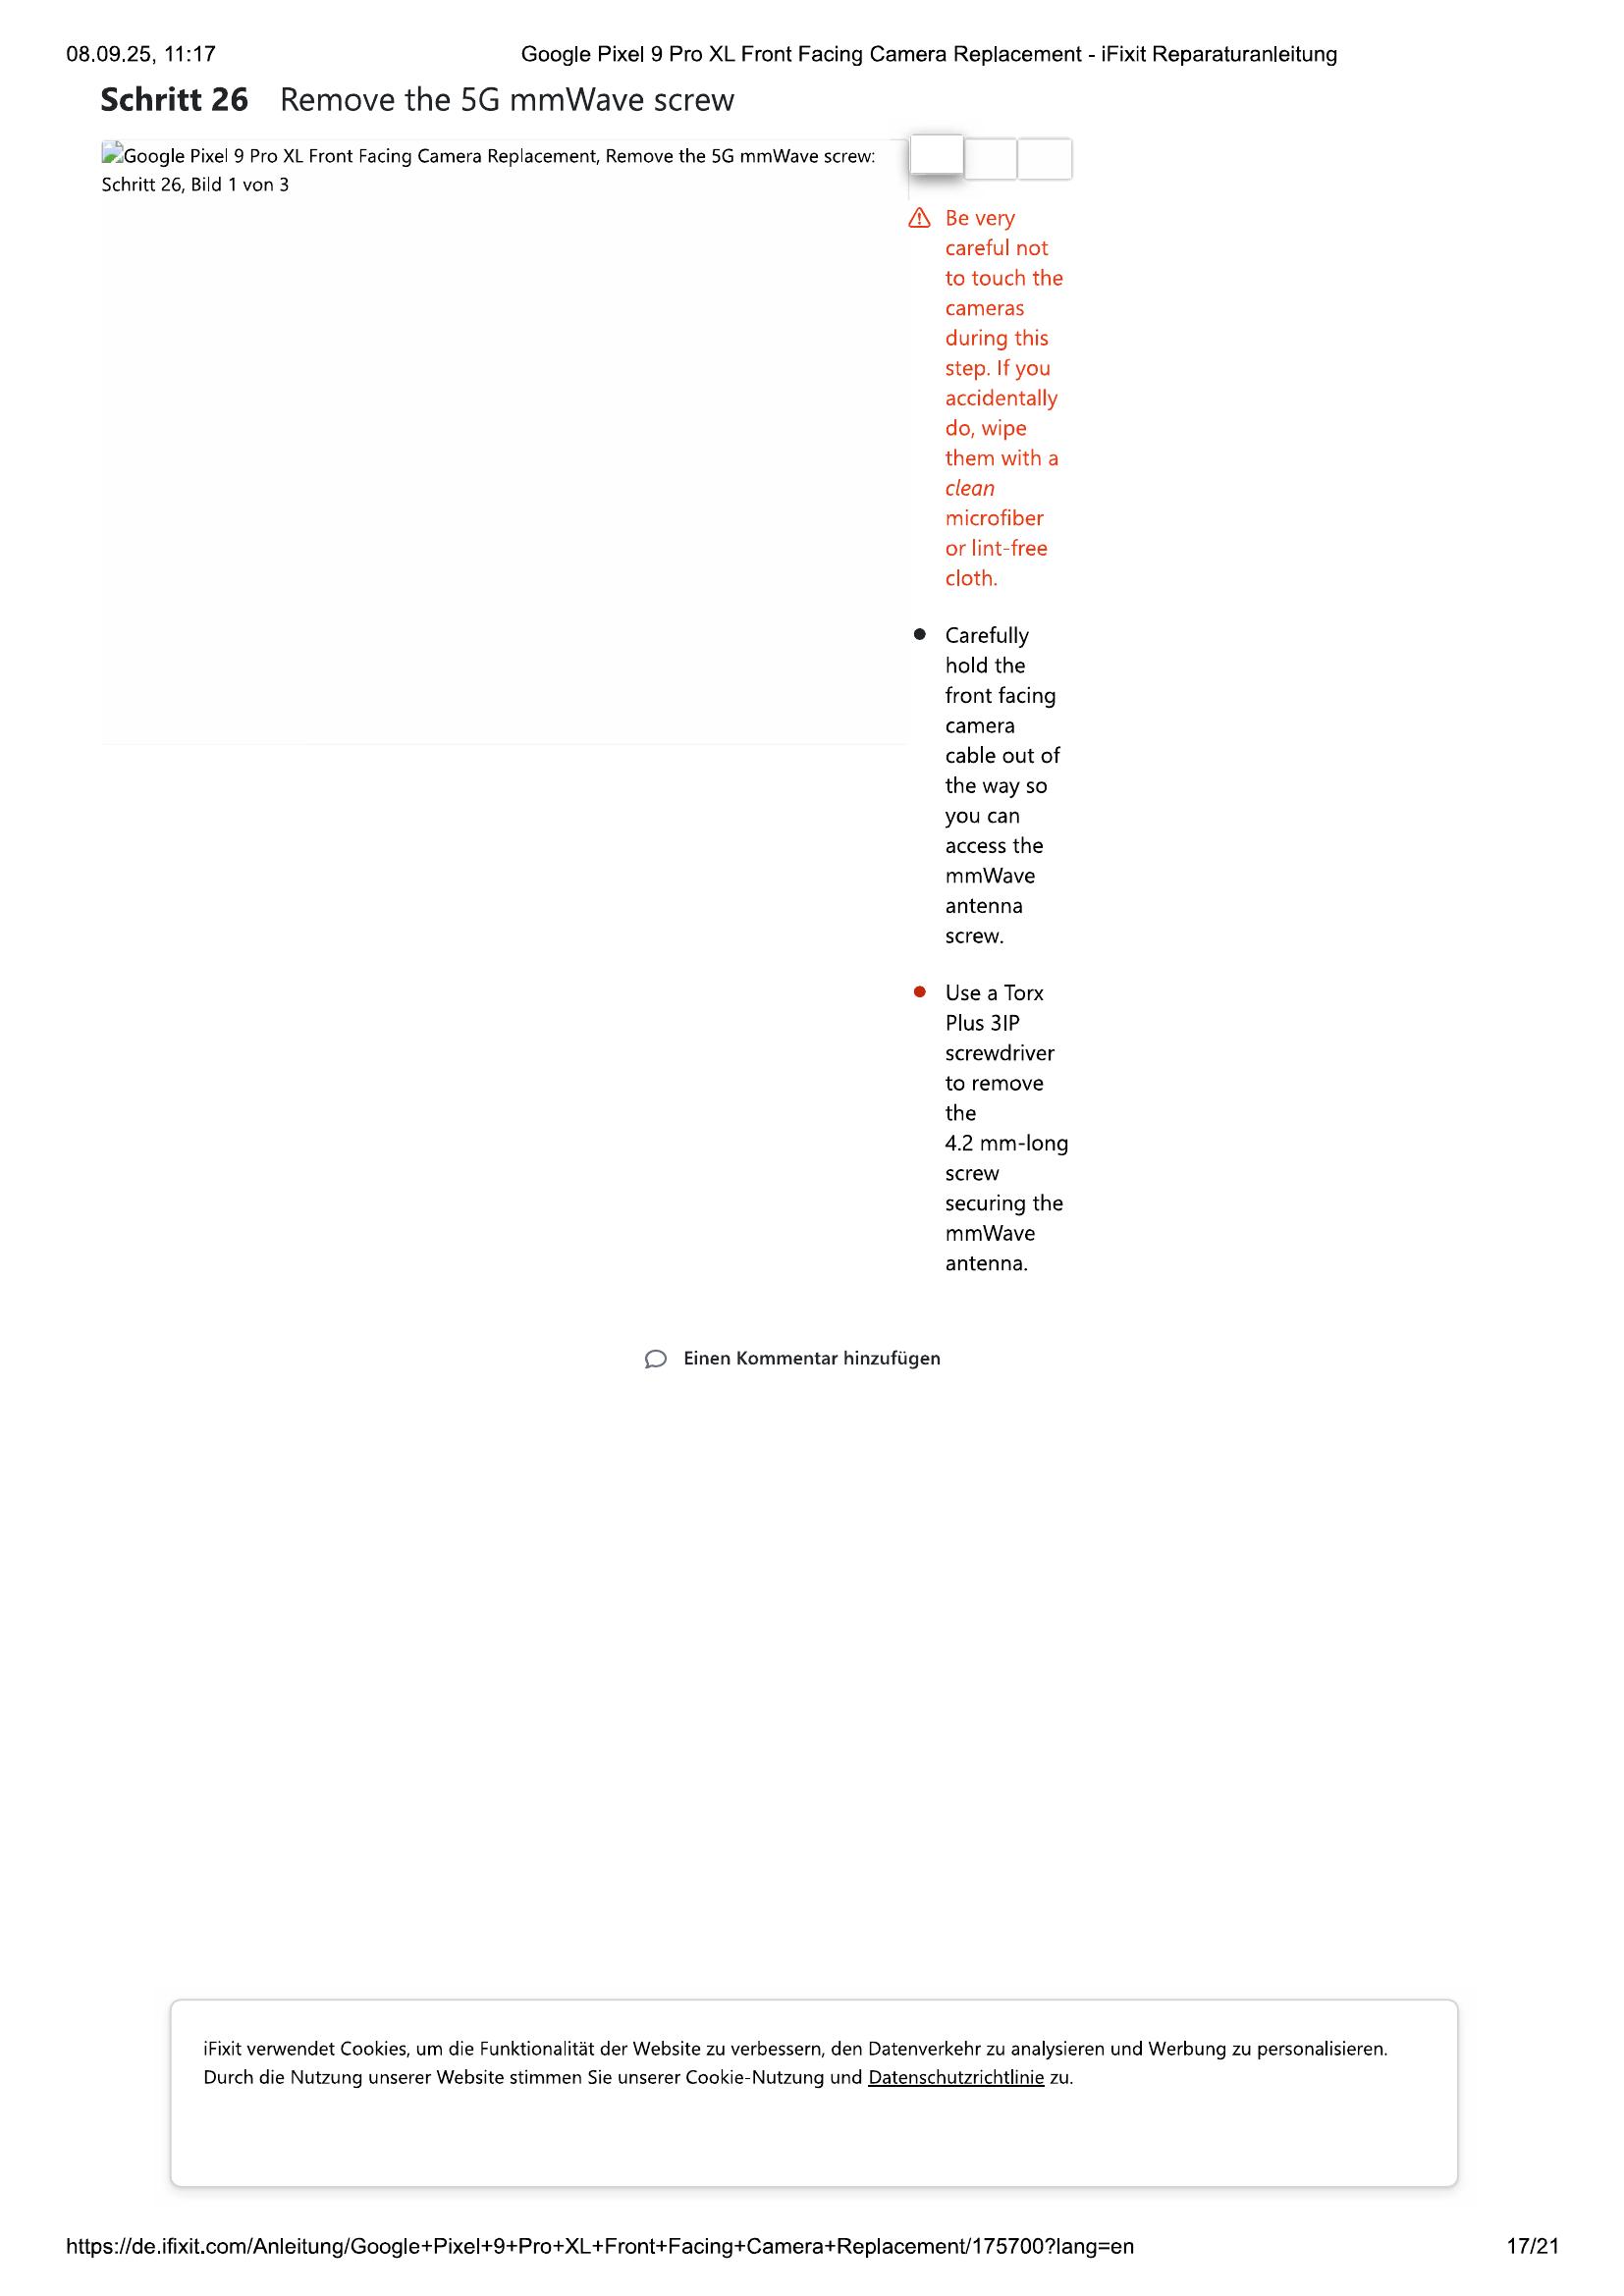 08.09.25, 11:17
Google Pixel 9 Pro XL Front Facing Camera Replacement - iFixit Reparaturanleitung
Schritt 26 Remove the 5G mmWave screw
Google Pixel 9 Pro XL Front Facing Camera Replacement, Remove the 5G mmWave screw:
Schritt 26, Bild 1 von 3
Be very
careful not
to touch the
cameras
during this
step. If you
accidentally
do, wipe
them with a
clean
microfiber
or lint-free
cloth.
Carefully
hold the
front facing
camera
cable out of
the way so
you can
access the
mmWave
antenna
screw.
Use a Torx
Plus 3IP
screwdriver
to remove
the
4.2 mm-long
screw
securing the
mmWave
antenna.
Einen Kommentar hinzufügen
iFixit verwendet Cookies, um die Funktionalität der Website zu verbessern, den Datenverkehr zu analysieren und Werbung zu personalisieren.
Durch die Nutzung unserer Website stimmen Sie unserer Cookie-Nutzung und Datenschutzrichtlinie zu.
https://de.ifixit.com/Anleitung/Google+Pixel+9+Pro+XL+Front+Facing+Camera+Replacement/175700?lang=en
17/21